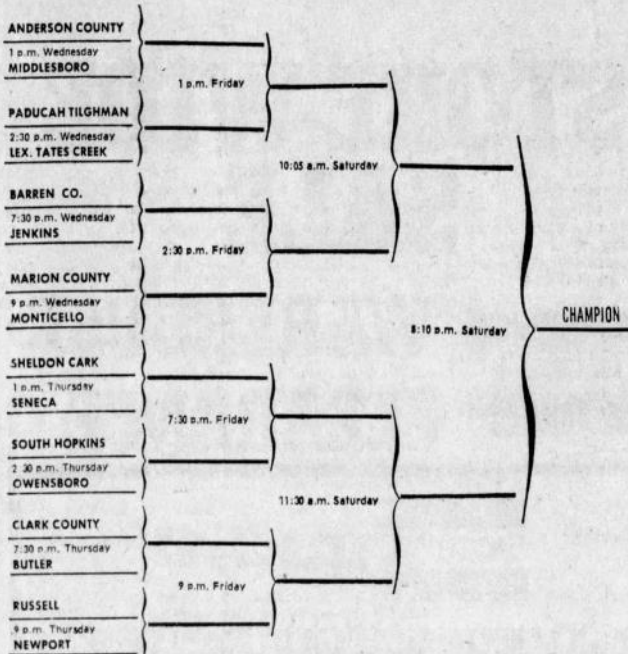 ANDERSON COUNTY
1 p.m. Wednesday
MIDDLESBORO
1 p.m. Friday
PADUCAH TILGHMAN
2:30 p.m. Wednesday
LEX. TATES CREEK
10:05 a.m. Saturday
BARREN CO.
7:30 p.m. Wednesday
JENKINS
2:30 p.m. Friday
MARION COUNTY
9 p.m. Wednesday
MONTICELLO
8:10 p.m. Saturday
CHAMPION
SHELDON CARK
1 p.m. Thursday
SENECA
7:30 p.m. Friday
SOUTH HOPKINS
2 30 p.m. Thursday
OWENSBORO
11:30 a.m. Saturday
CLARK COUNTY
7:30 p.m. Thursday
BUTLER
9 p.m. Friday
RUSSELL
9 p.m. Thursday
NEWPORT